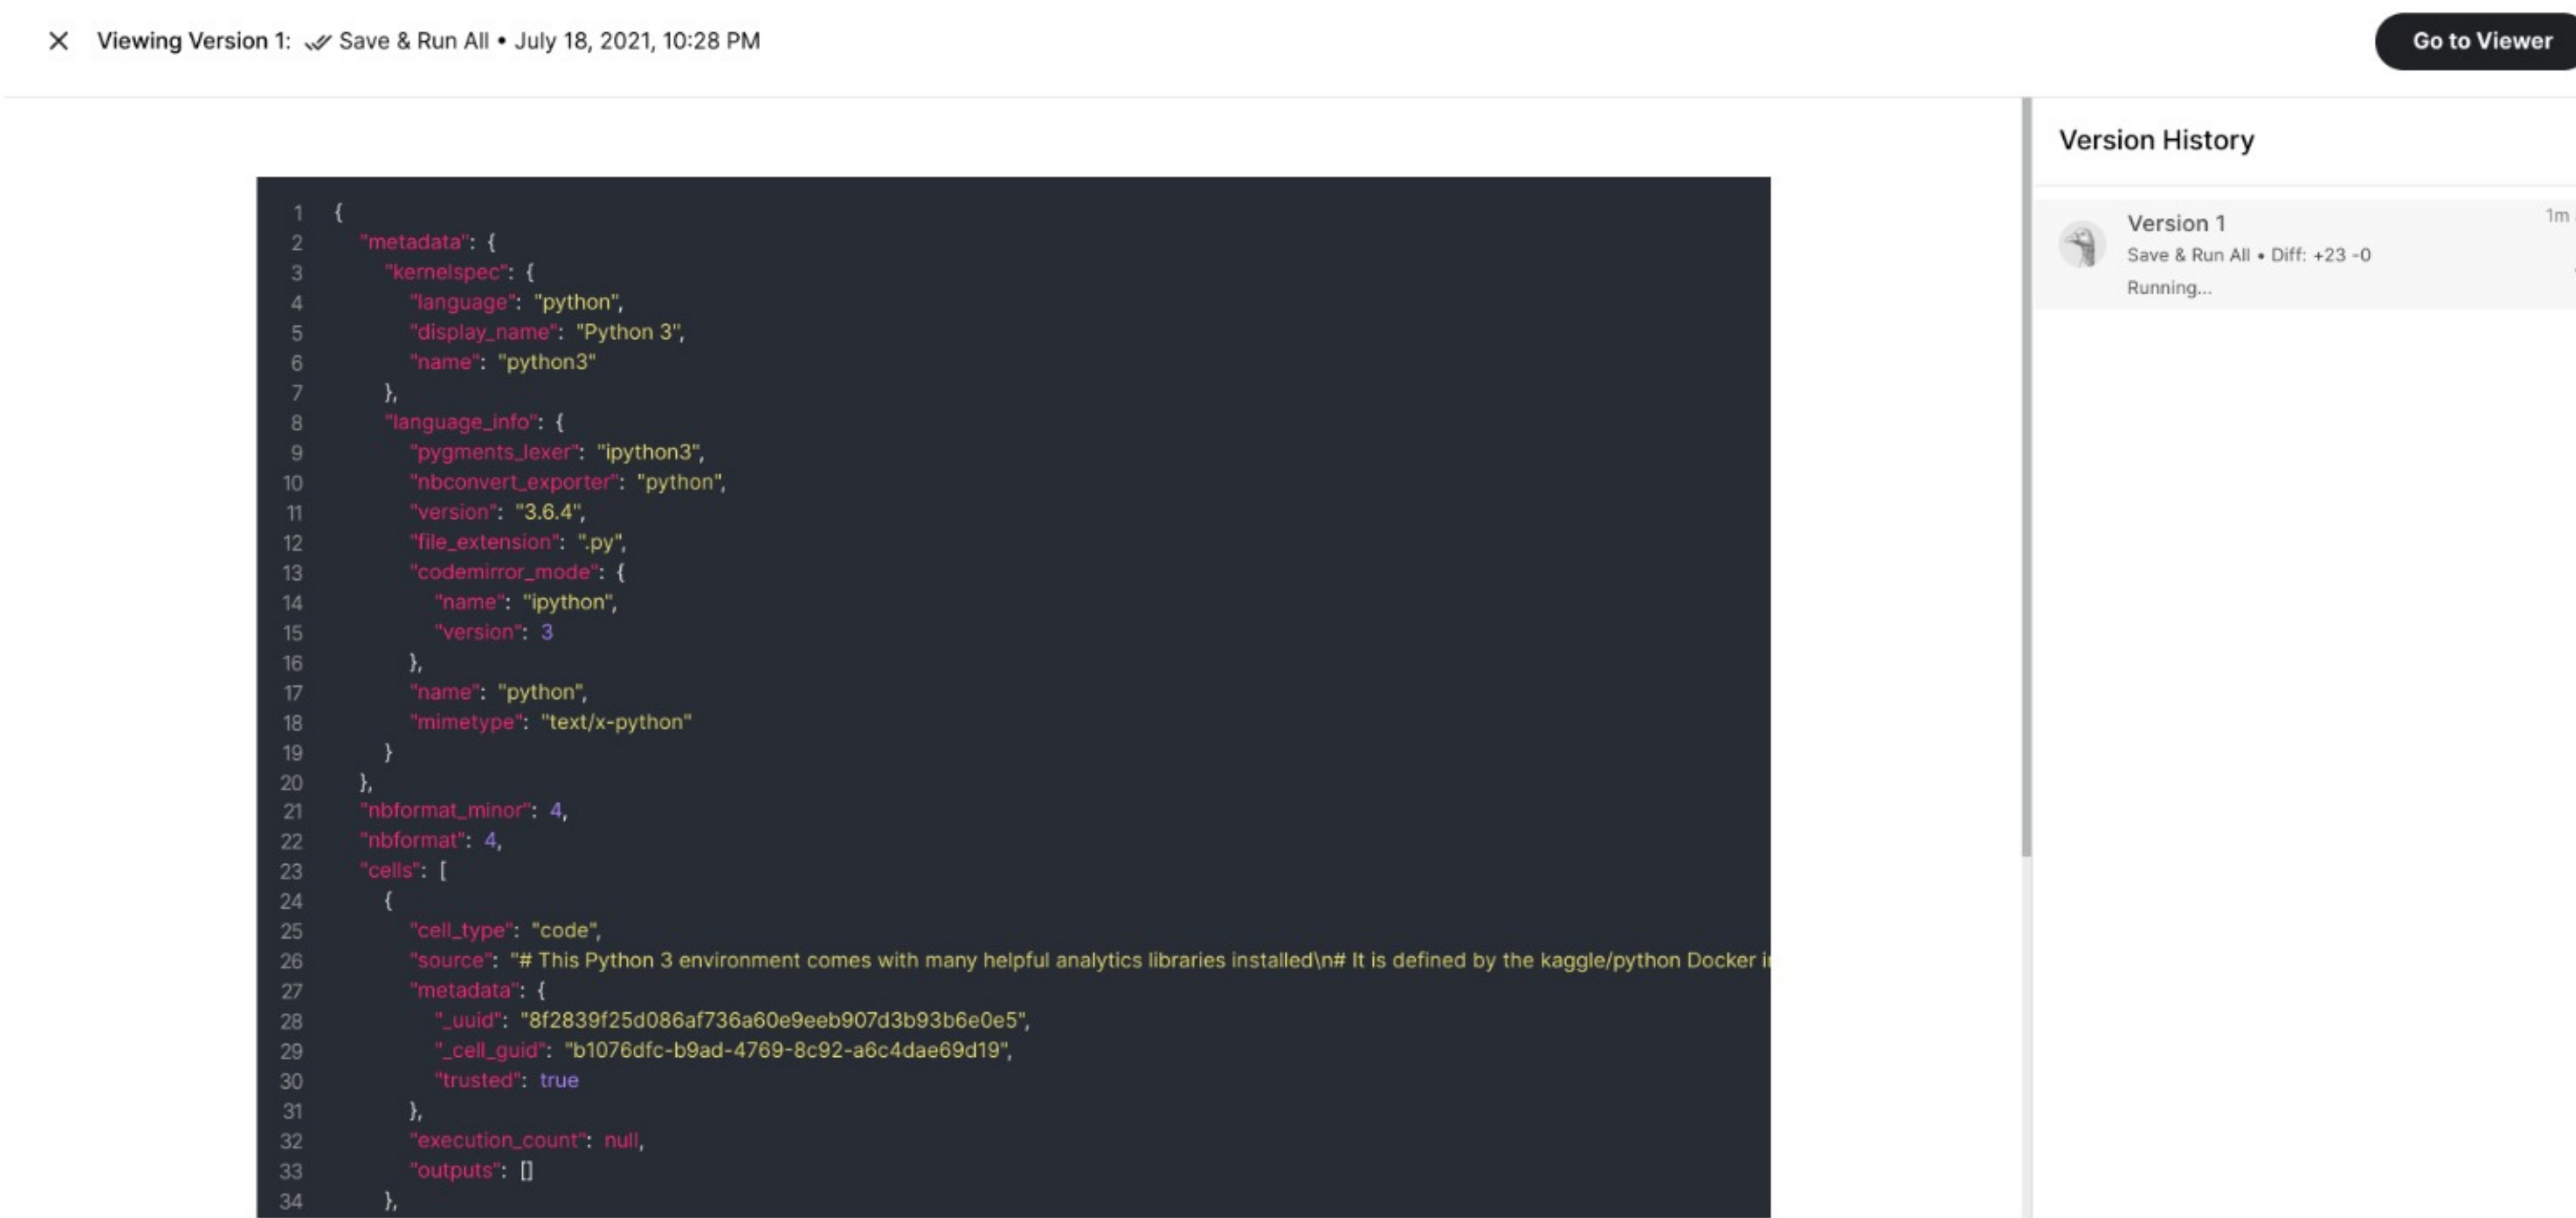 Viewing Version 1: Save & Run All • July 18, 2021, 10:28 PM
Go to Viewer
1 {
2 "metadata": {
3 "kernelspec": {
4 "language": "python",
5 "display_name": "Python 3",
6 "name": "python3"
7 },
8 "language_info": {
9 "pygments_lexer": "ipython3",
10 "nbconvert_exporter": "python",
11 "version": "3.6.4",
12 "file_extension": ".py",
13 "codemirror_mode": {
14 "name": "ipython",
15 "version": 3
16 },
17 "name": "python",
18 "mimetype": "text/x-python"
19 }
20 },
21 "nbformat_minor": 4,
22 "nbformat": 4,
23 "cells": [
24 {
25 "cell_type": "code",
26 "source": "# This Python 3 environment comes with many helpful analytics libraries installed\n# It is defined by the kaggle/python Docker
27 "metadata": {
28 "_uuid": "8f2839f25d086af736a60e9eeb907d3b93b6e0e5",
29 "_cell_guid": "b1076dfc-b9ad-4769-8c92-a6c4dae69d19",
30 "trusted": true
31 },
32 "execution_count": null,
33 "outputs": []
34 },
Version History
Version 1
1m
Save & Run All • Diff: +23 -0
Running...